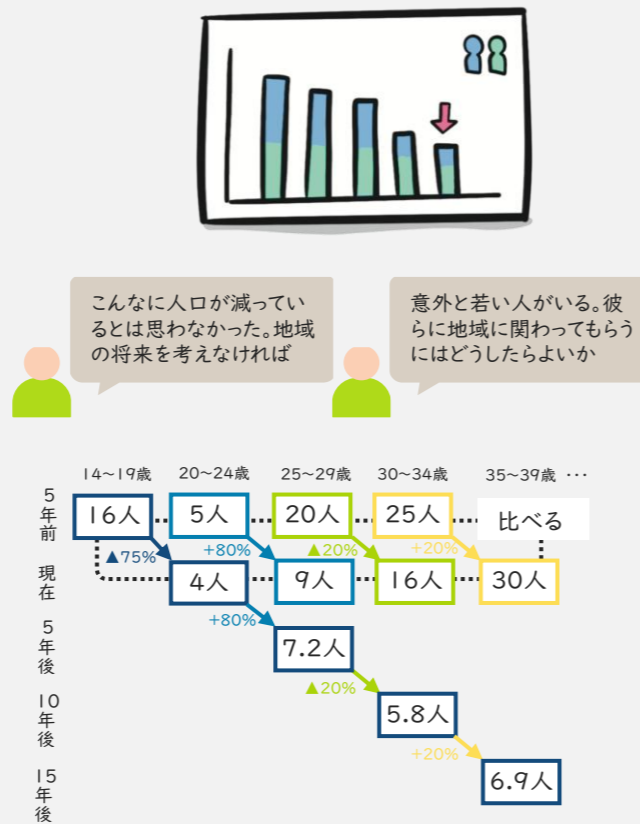 こんなに人口が減ってい
るとは思わなかった。地域
の将来を考えなければ
意外と若い人がいる。彼
らに地域に関わってもらう
にはどうしたらよいか
14～19歳 20～24歳 25～29歳 30～34歳 35～39歳 …
5年前 16人 5人 20人 25人 比べる
▲75% +80% ▲20% +20%
現在 4人 9人 16人 30人
+80%
5年後 7.2人
▲20%
10年後 5.8人
+20%
15年後 6.9人